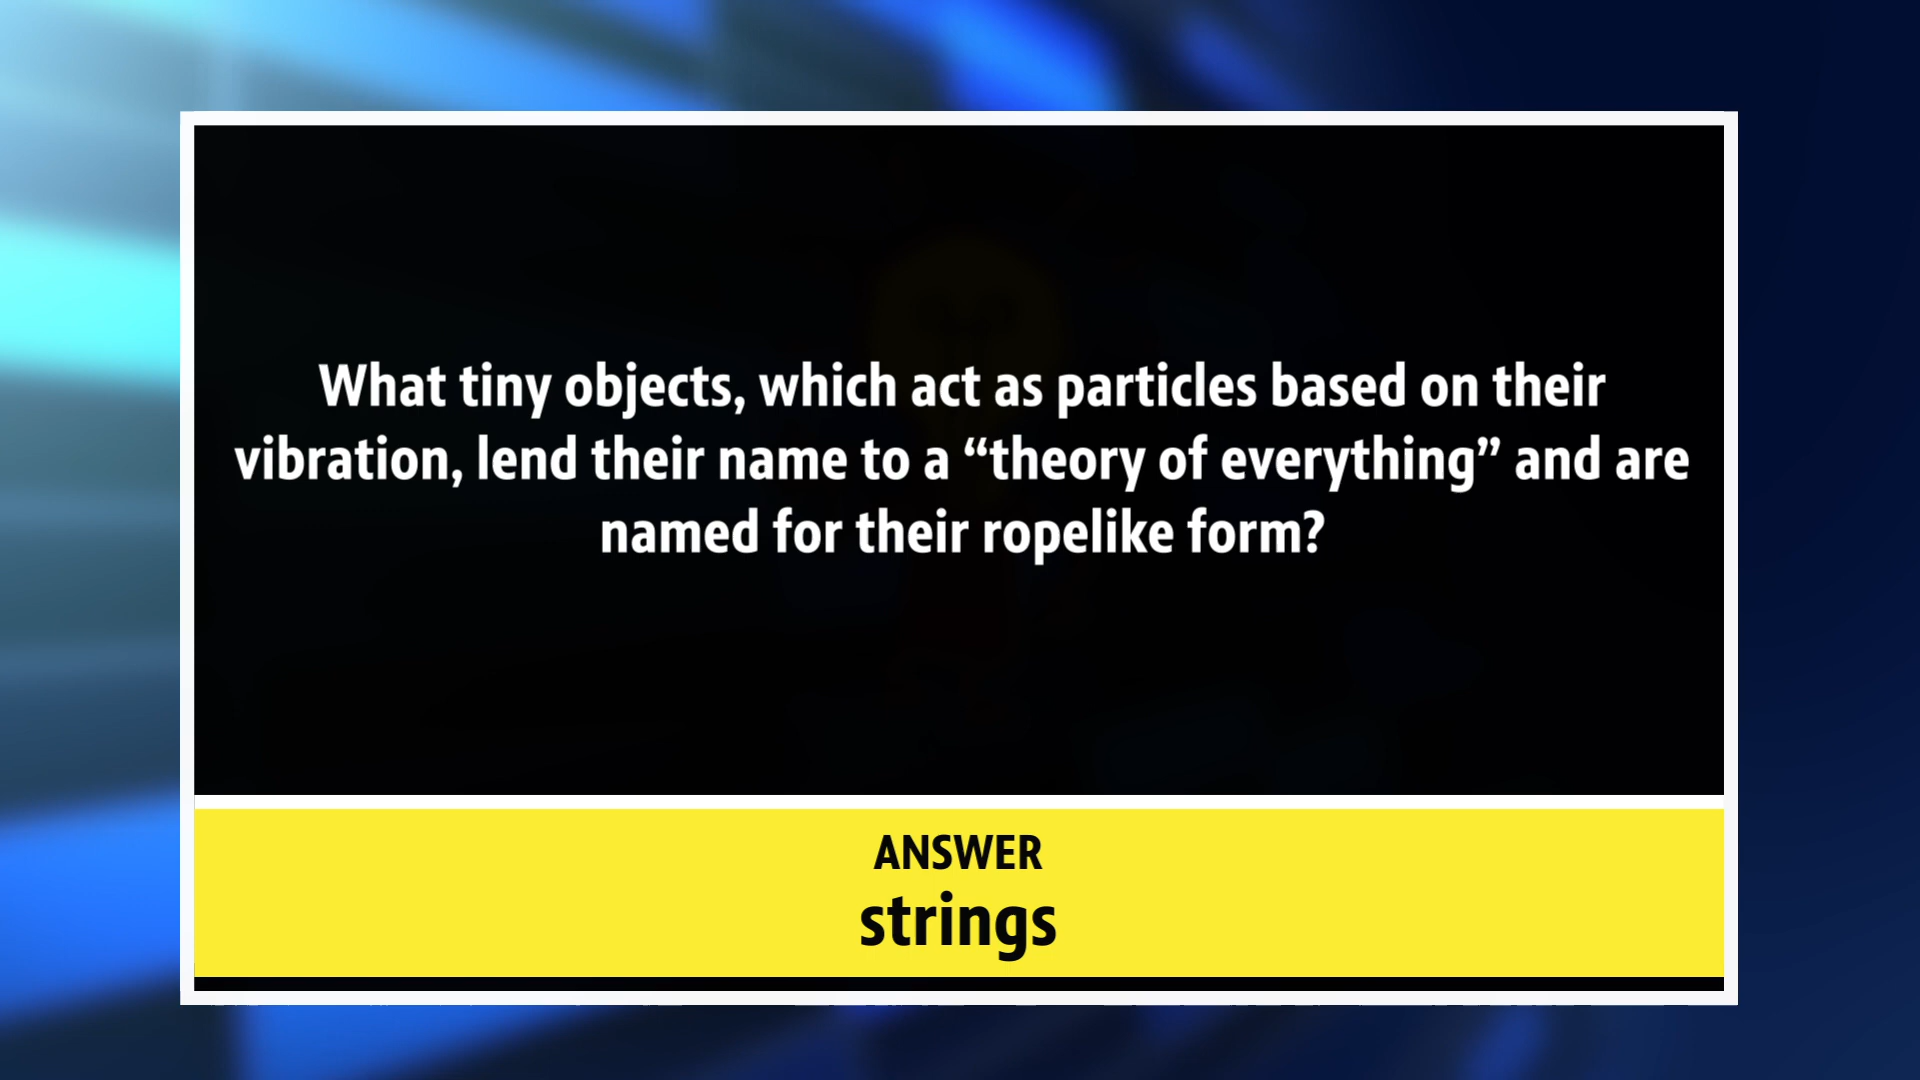 What tiny objects, which act as particles based on their
vibration, lend their name to a “theory of everything” and are
named for their ropelike form?
ANSWER
strings